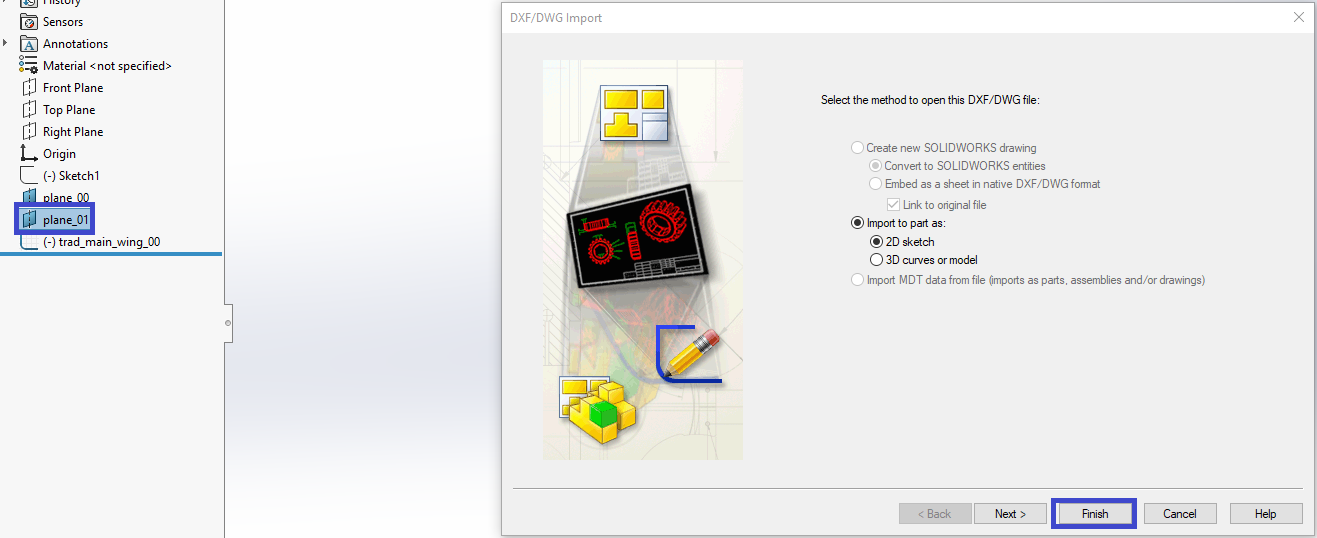 History
Sensors
Annotations
Material <not specified>
Front Plane
Top Plane
Right Plane
Origin
(-) Sketch1
plane_00
plane_01
(-) trad_main_wing_00
DXF/DWG Import
Select the method to open this DXF/DWG file:
Create new SOLIDWORKS drawing
Convert to SOLIDWORKS entities
Embed as a sheet in native DXF/DWG format
Link to original file
Import to part as:
2D sketch
3D curves or model
Import MDT data from file (imports as parts, assemblies and/or drawings)
< Back
Next >
Finish
Cancel
Help